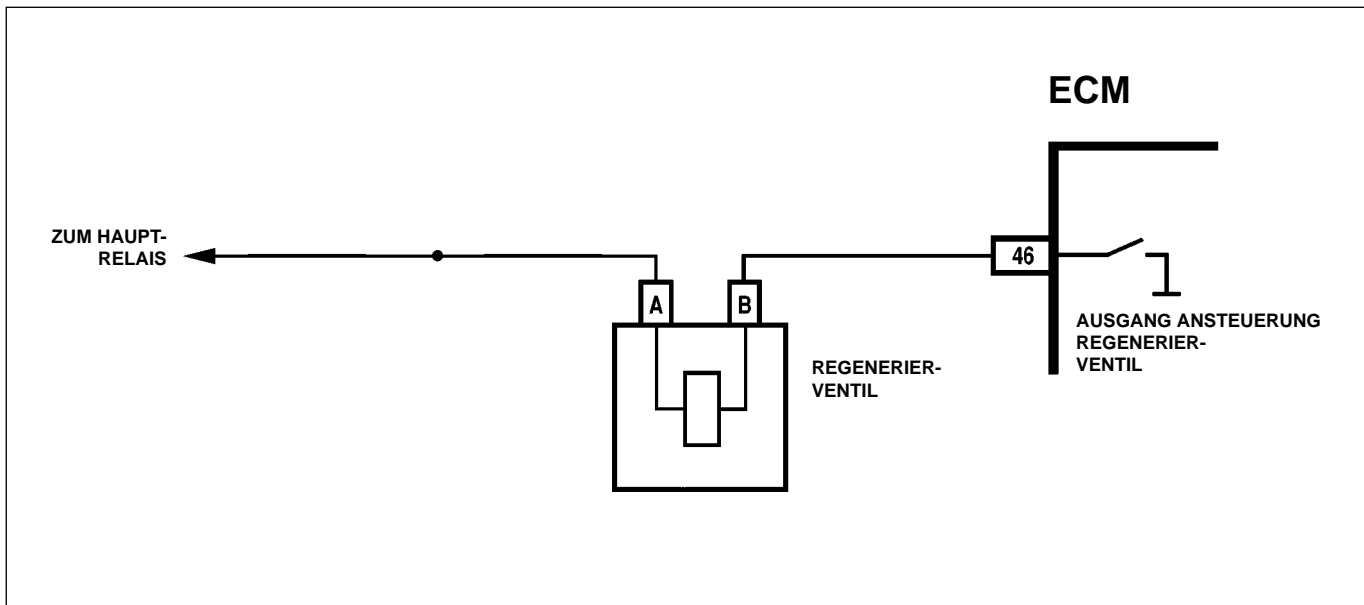 ECM
ZUM HAUPT-
RELAIS
46
A
B
AUSGANG ANSTEUERUNG
REGENERIER-
VENTIL
REGENERIER-
VENTIL